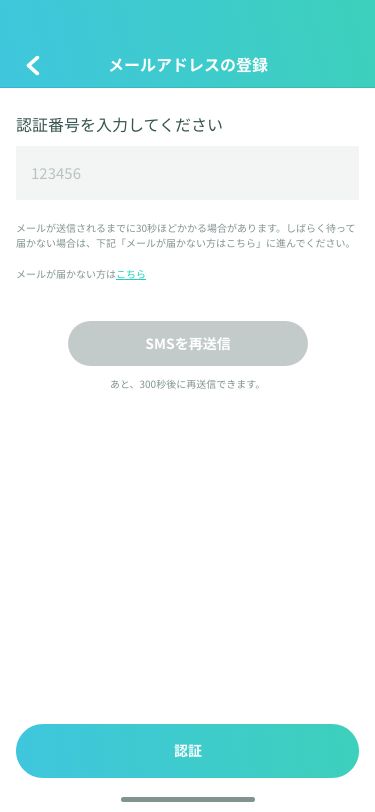 メールアドレスの登録
認証番号を入力してください
123456
メールが送信されるまでに30秒ほどかかる場合があります。しばらく待って
届かない場合は、下記「メールが届かない方はこちら」に進んでください。
メールが届かない方はこちら
SMSを再送信
あと、300秒後に再送信できます。
認証